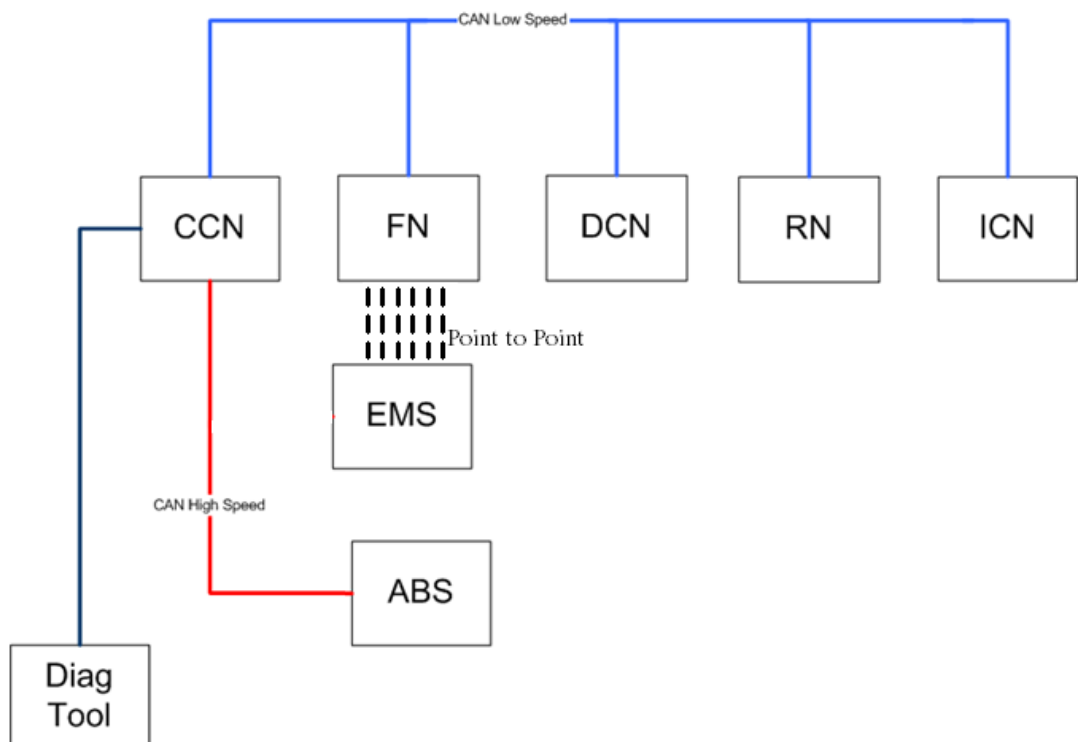 CAN Low Speed
CCN
FN
DCN
RN
ICN
Point to Point
EMS
CAN High Speed
ABS
Diag
Tool